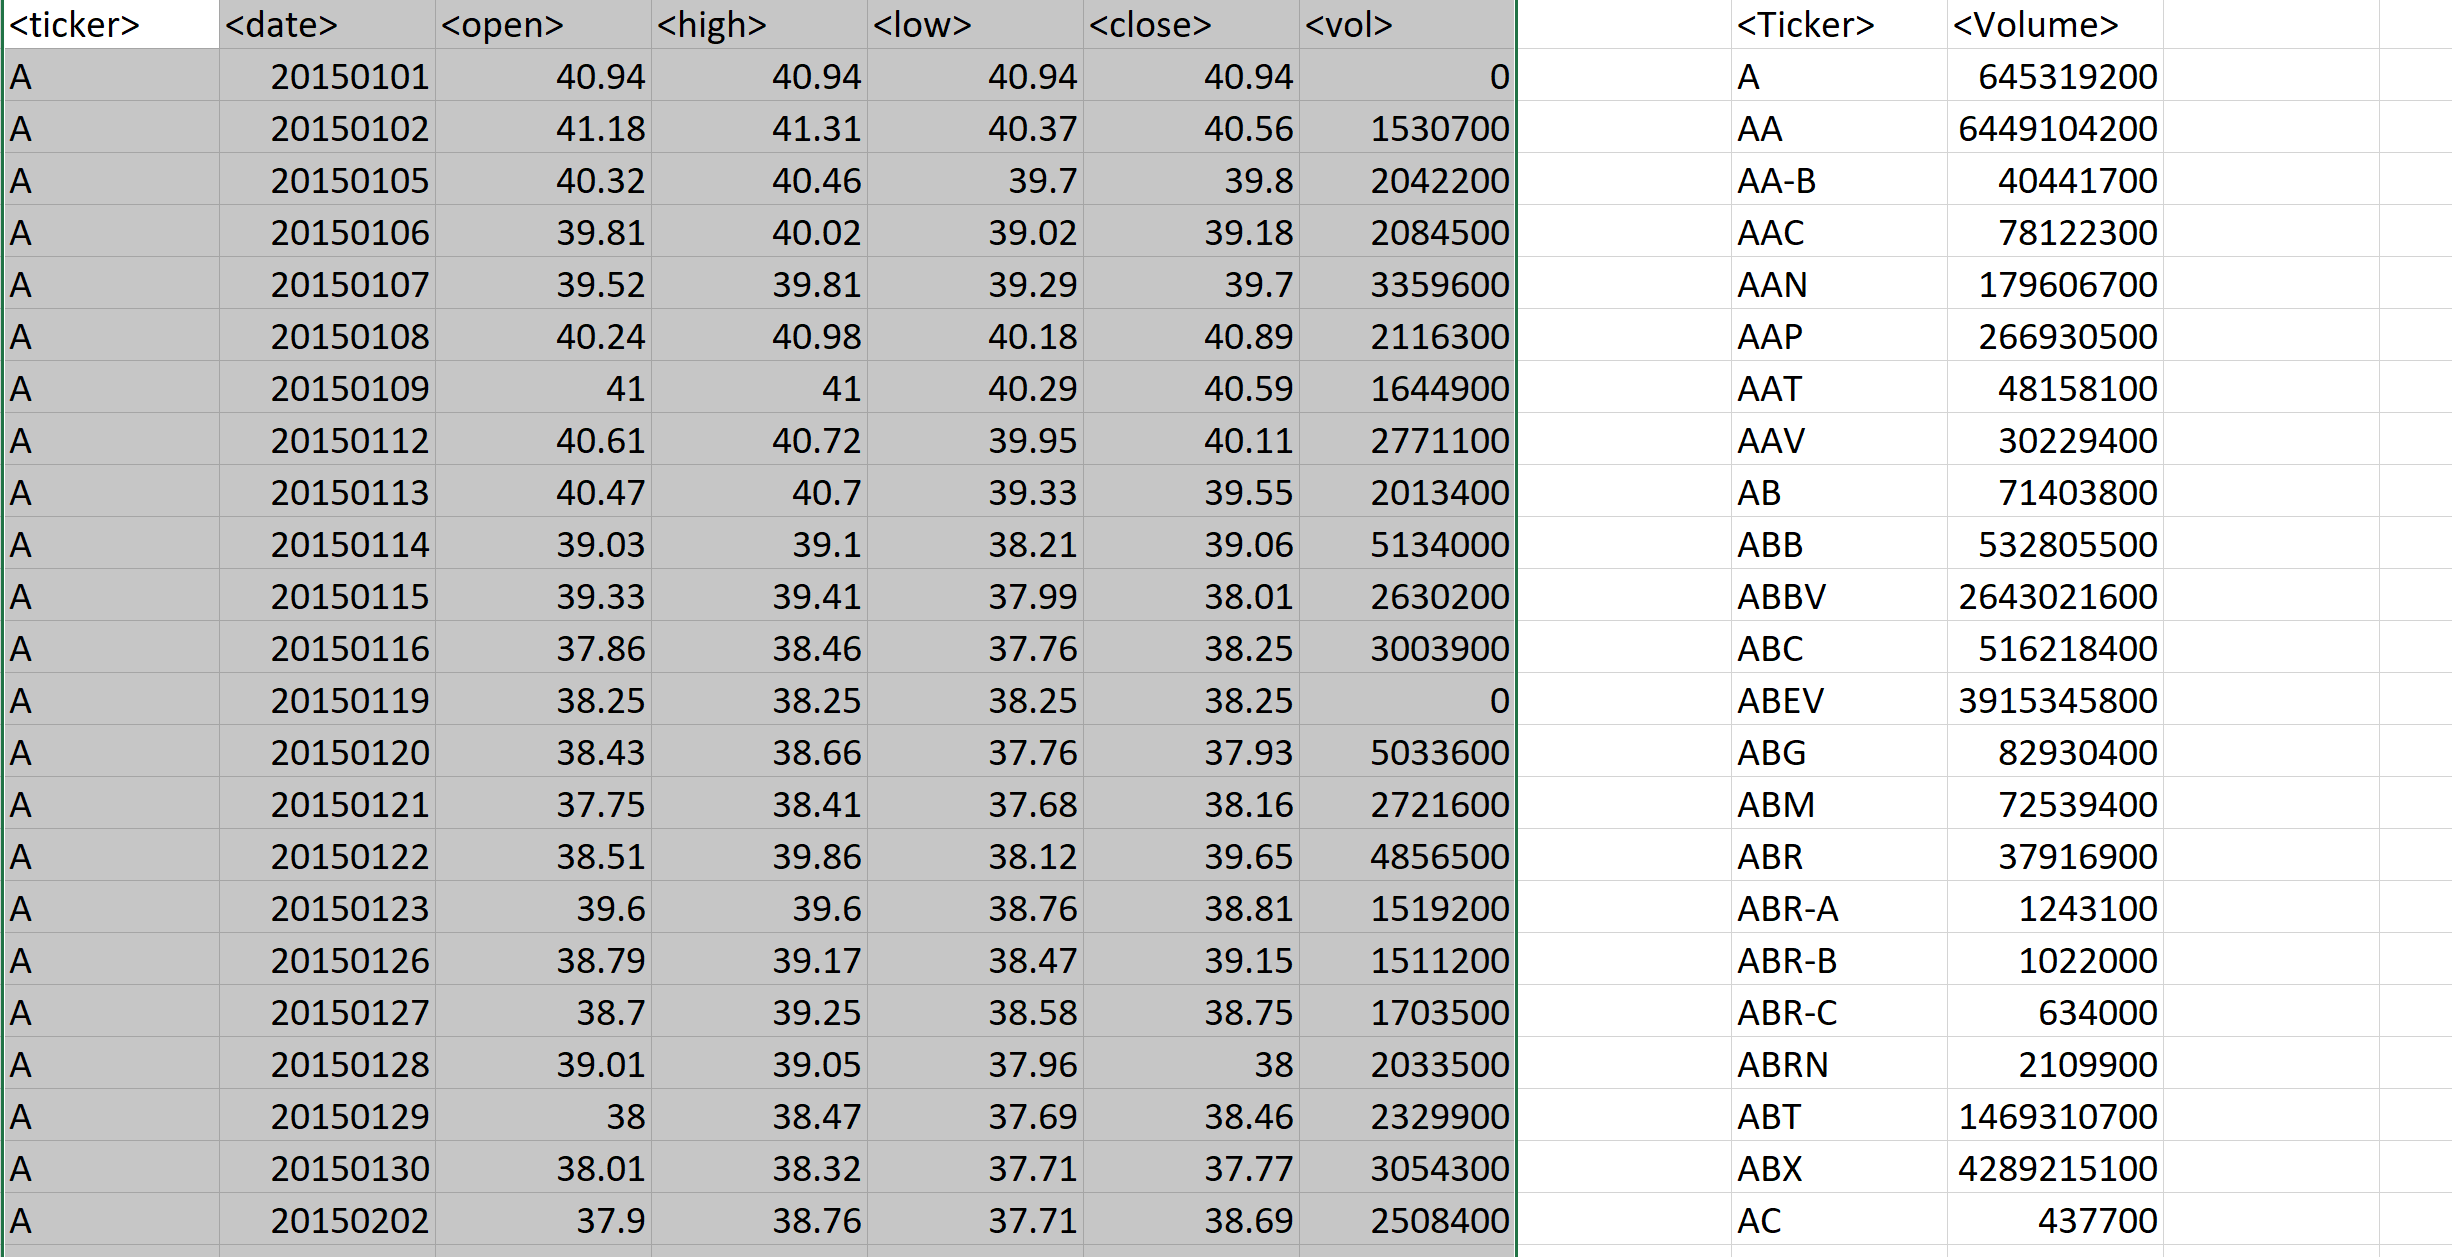 <ticker> <date> <open> <high> <low> <close> <vol> <Ticker> <Volume>
A 20150101 40.94 40.94 40.94 40.94 0 A 645319200
A 20150102 41.18 41.31 40.37 40.56 1530700 AA 6449104200
A 20150105 40.32 40.46 39.7 39.8 2042200 AA-B 40441700
A 20150106 39.81 40.02 39.02 39.18 2084500 AAC 78122300
A 20150107 39.52 39.81 39.29 39.7 3359600 AAN 179606700
A 20150108 40.24 40.98 40.18 40.89 2116300 AAP 266930500
A 20150109 41 41 40.29 40.59 1644900 AAT 48158100
A 20150112 40.61 40.72 39.95 40.11 2771100 AAV 30229400
A 20150113 40.47 40.7 39.33 39.55 2013400 AB 71403800
A 20150114 39.03 39.1 38.21 39.06 5134000 ABB 532805500
A 20150115 39.33 39.41 37.99 38.01 2630200 ABBV 2643021600
A 20150116 37.86 38.46 37.76 38.25 3003900 ABC 516218400
A 20150119 38.25 38.25 38.25 38.25 0 ABEV 3915345800
A 20150120 38.43 38.66 37.76 37.93 5033600 ABG 82930400
A 20150121 37.75 38.41 37.68 38.16 2721600 ABM 72539400
A 20150122 38.51 39.86 38.12 39.65 4856500 ABR 37916900
A 20150123 39.6 39.6 38.76 38.81 1519200 ABR-A 1243100
A 20150126 38.79 39.17 38.47 39.15 1511200 ABR-B 1022000
A 20150127 38.7 39.25 38.58 38.75 1703500 ABR-C 634000
A 20150128 39.01 39.05 37.96 38 2033500 ABRN 2109900
A 20150129 38 38.47 37.69 38.46 2329900 ABT 1469310700
A 20150130 38.01 38.32 37.71 37.77 3054300 ABX 4289215100
A 20150202 37.9 38.76 37.71 38.69 2508400 AC 437700